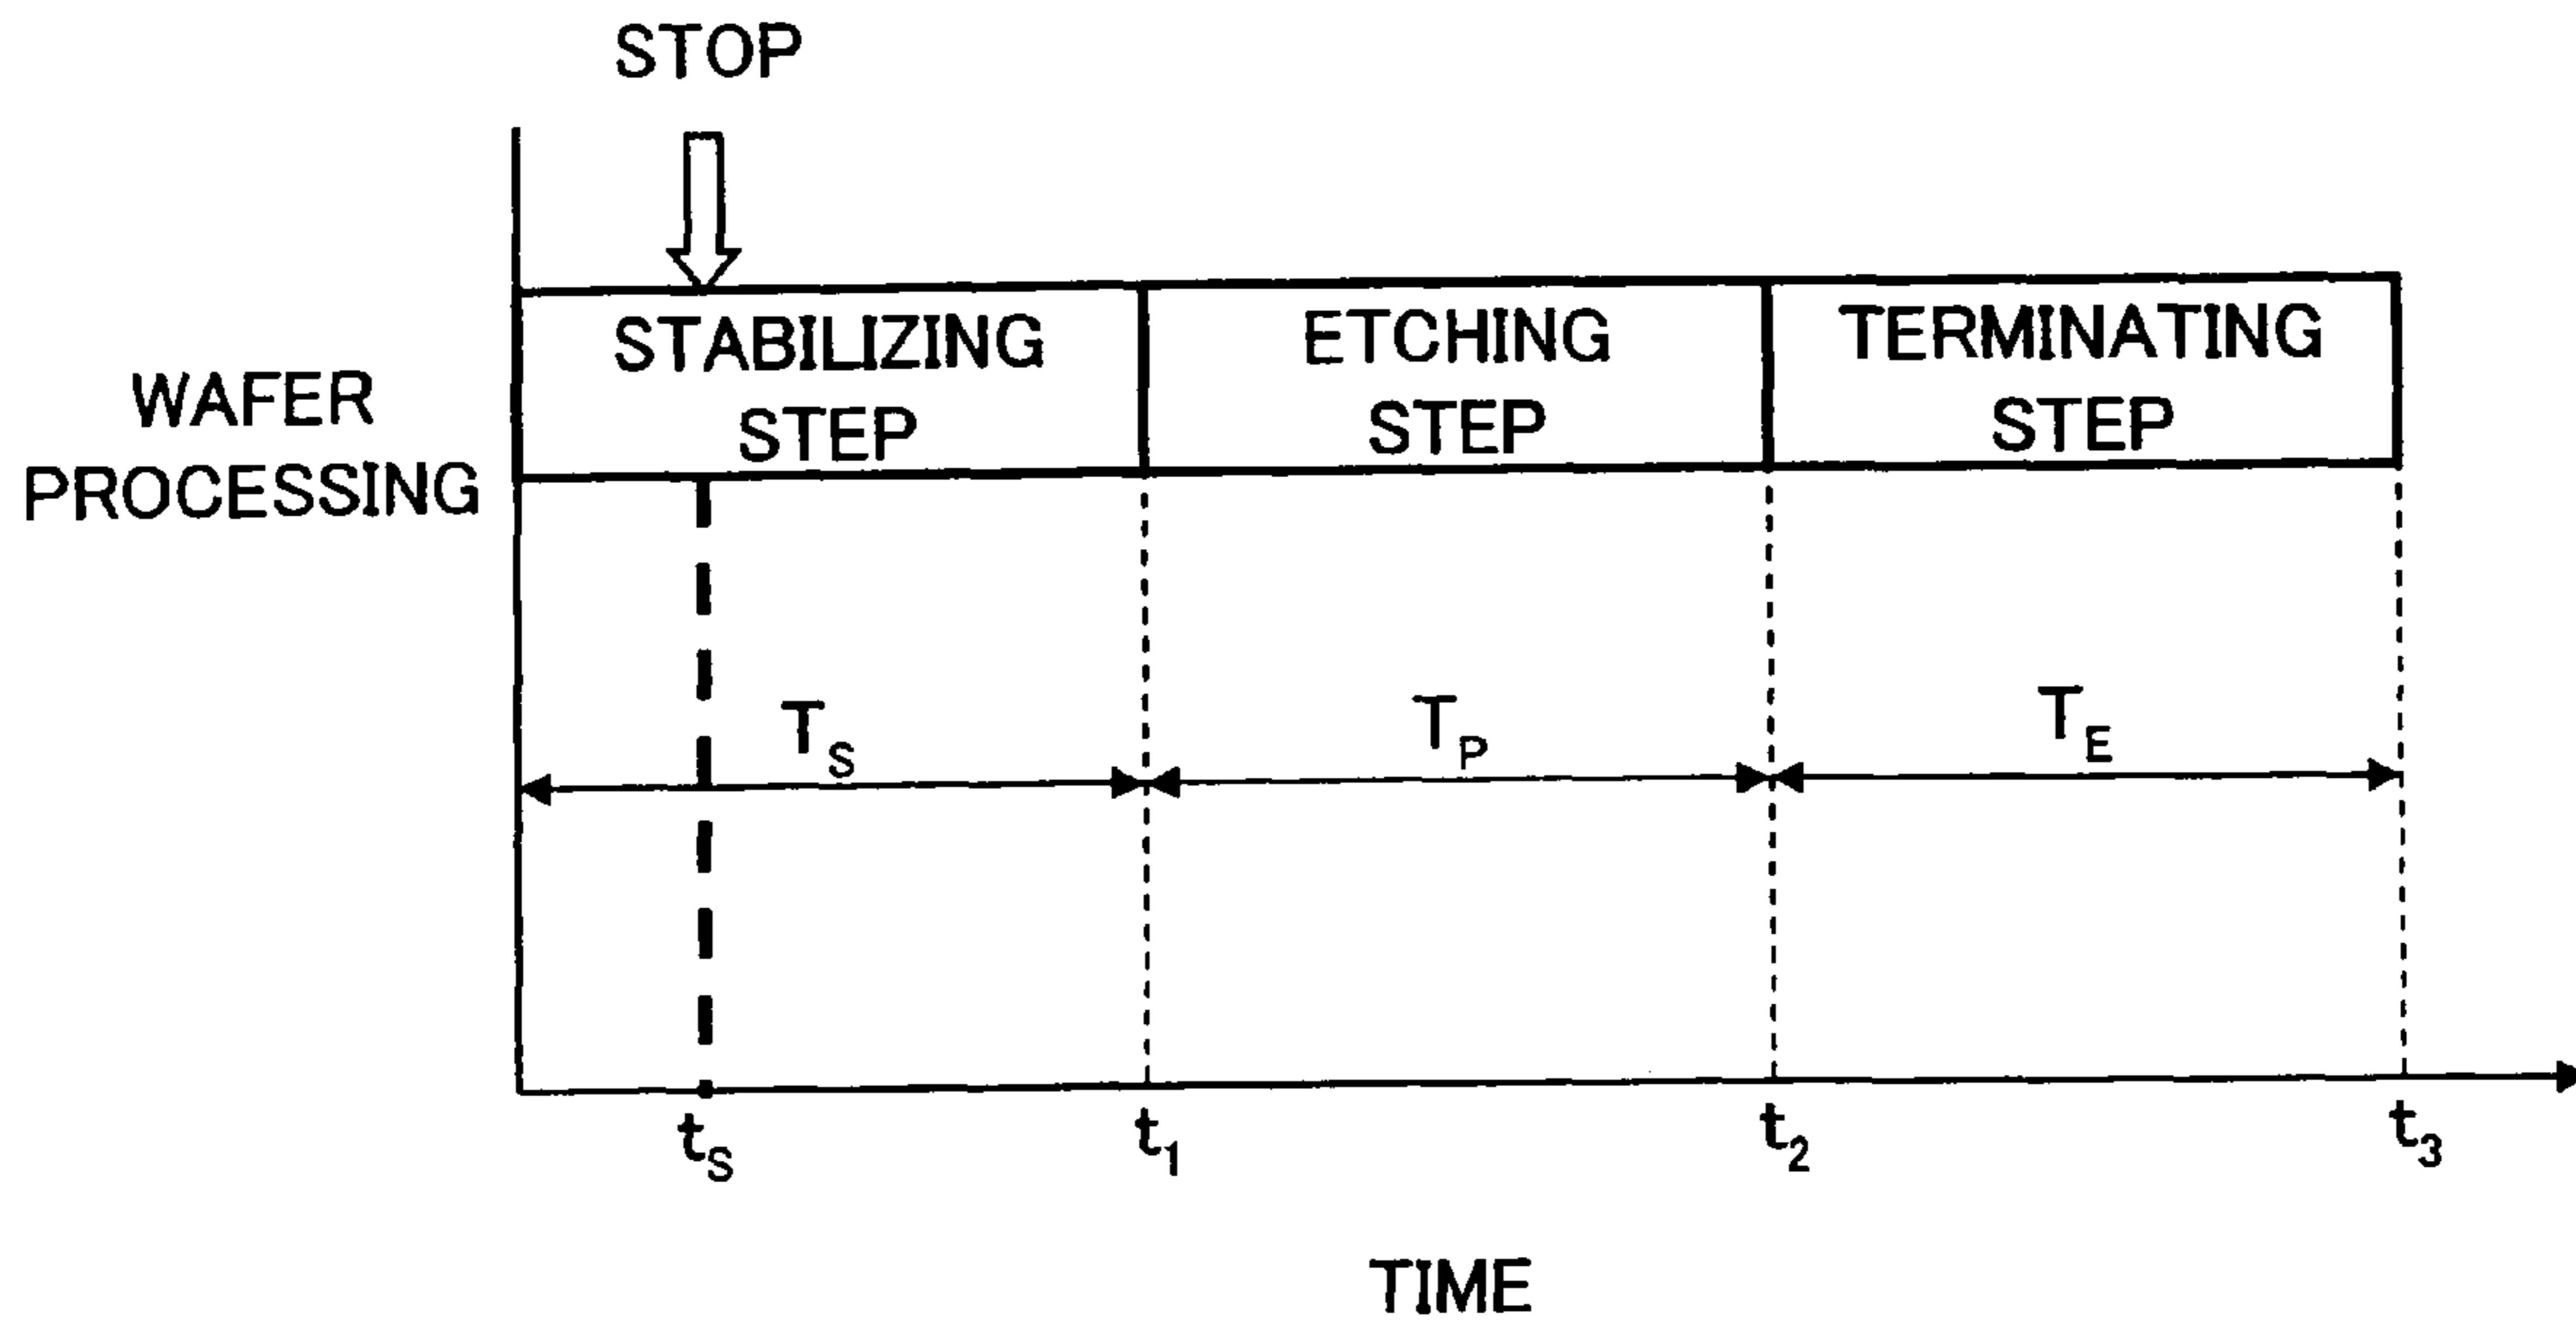 STOP
WAFER
PROCESSING
STABILIZING
STEP
ETCHING
STEP
TERMINATING
STEP
T_S
T_P
T_E
t_S
t_1
t_2
t_3
TIME